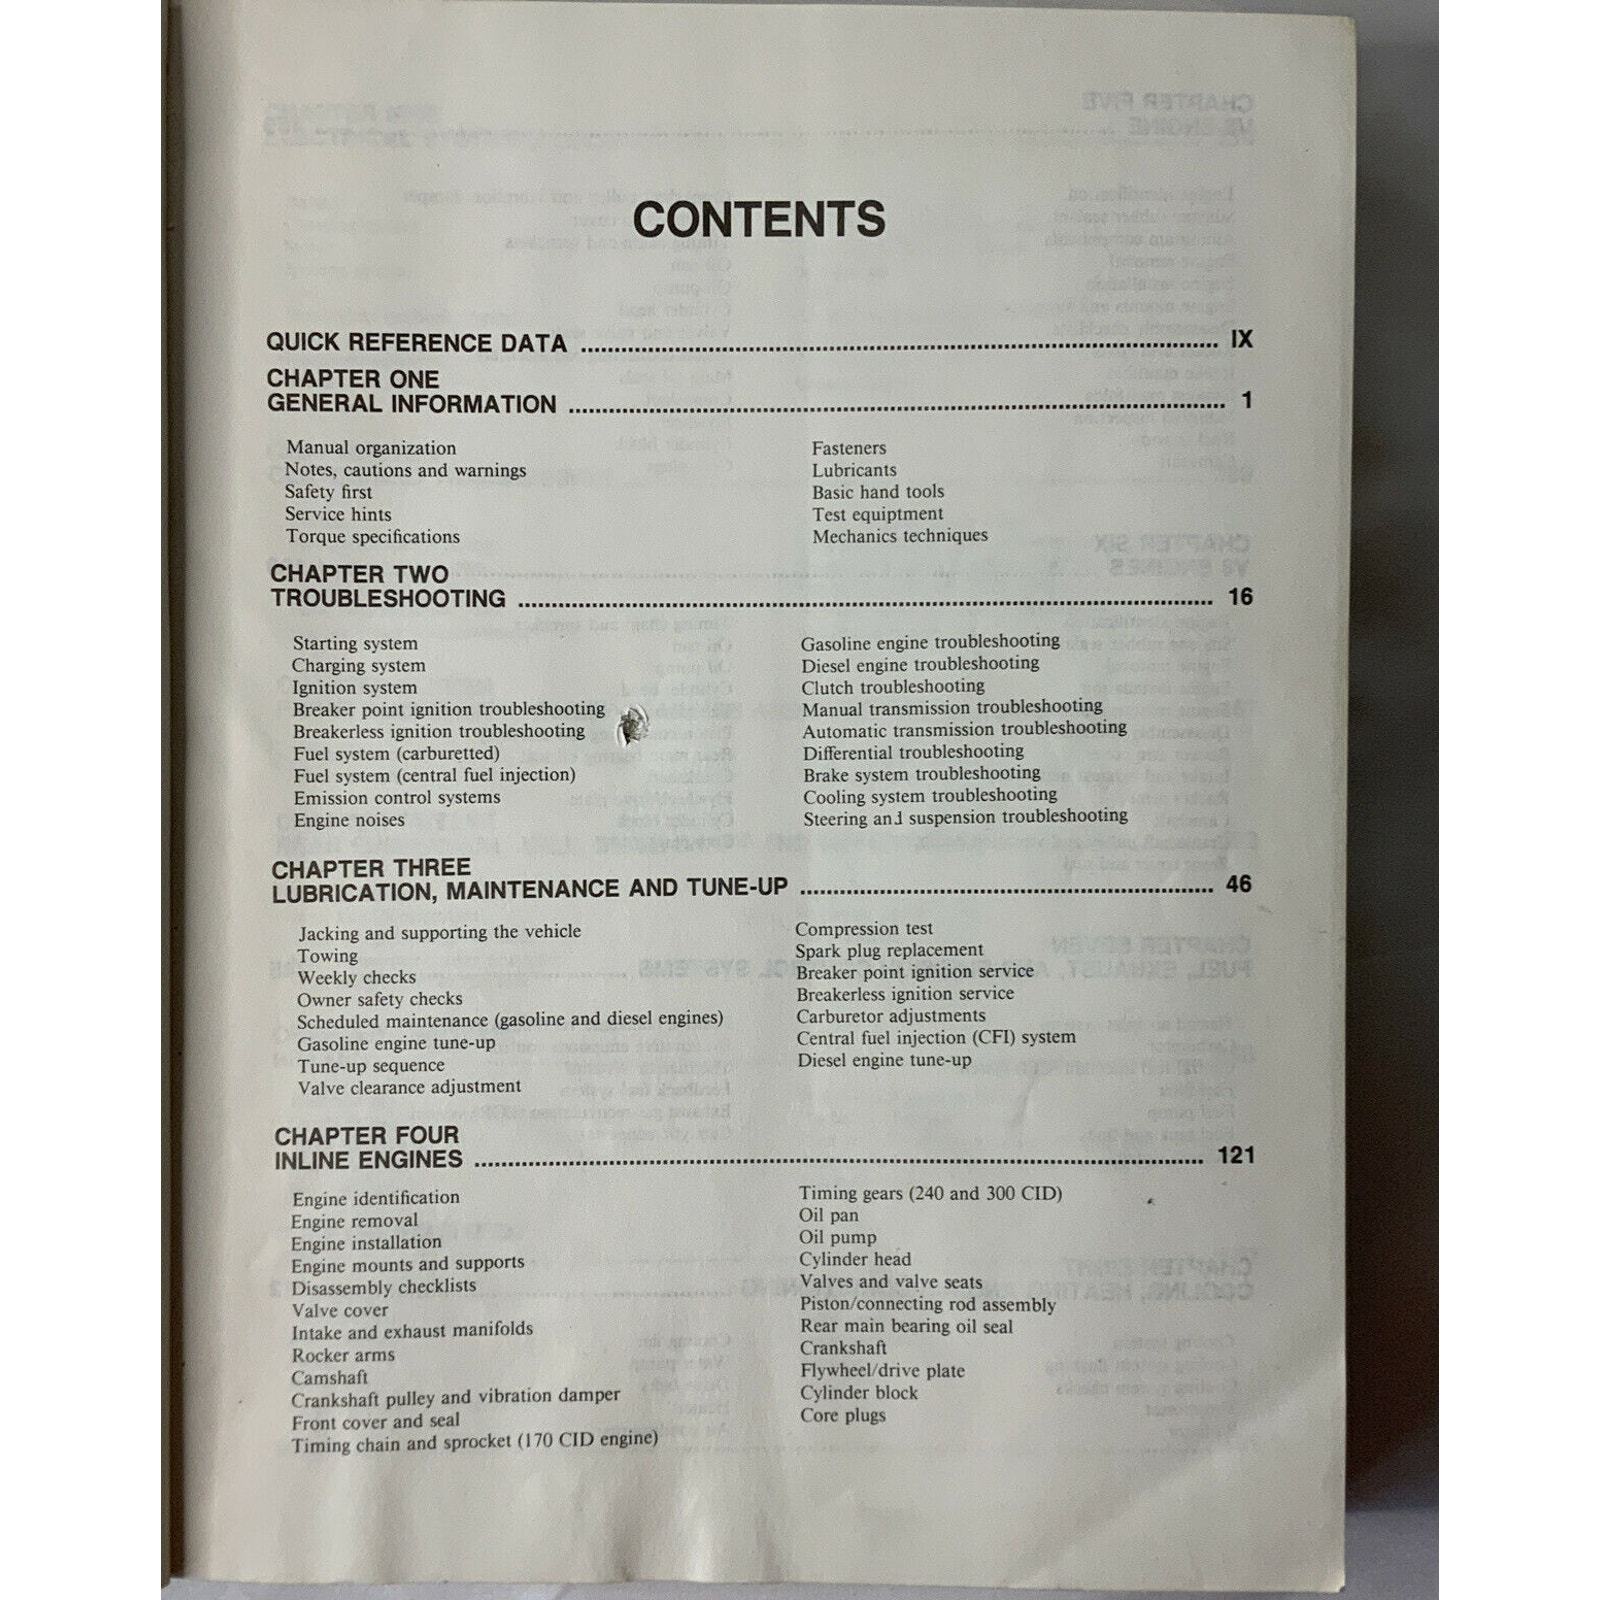 CONTENTS
QUICK REFERENCE DATA ................................................ IX
CHAPTER ONE
GENERAL INFORMATION ................................................ 1
Manual organization
Notes, cautions and warnings
Safety first
Service hints
Torque specifications
Fasteners
Lubricants
Basic hand tools
Test equiptment
Mechanics techniques
CHAPTER TWO
TROUBLESHOOTING ................................................ 16
Starting system
Charging system
Ignition system
Breaker point ignition troubleshooting
Breakerless ignition troubleshooting
Fuel system (carburetted)
Fuel system (central fuel injection)
Emission control systems
Engine noises
Gasoline engine troubleshooting
Diesel engine troubleshooting
Clutch troubleshooting
Manual transmission troubleshooting
Automatic transmission troubleshooting
Differential troubleshooting
Brake system troubleshooting
Cooling system troubleshooting
Steering and suspension troubleshooting
CHAPTER THREE
LUBRICATION, MAINTENANCE AND TUNE-UP ................................................ 46
Jacking and supporting the vehicle
Towing
Weekly checks
Owner safety checks
Scheduled maintenance (gasoline and diesel engines)
Gasoline engine tune-up
Tune-up sequence
Valve clearance adjustment
Compression test
Spark plug replacement
Breaker point ignition service
Breakerless ignition service
Carburetor adjustments
Central fuel injection (CFI) system
Diesel engine tune-up
CHAPTER FOUR
INLINE ENGINES ................................................ 121
Engine identification
Engine removal
Engine installation
Engine mounts and supports
Disassembly checklists
Valve cover
Intake and exhaust manifolds
Rocker arms
Camshaft
Crankshaft pulley and vibration damper
Front cover and seal
Timing chain and sprocket (170 CID engine)
Timing gears (240 and 300 CID)
Oil pan
Oil pump
Cylinder head
Valves and valve seats
Piston/connecting rod assembly
Rear main bearing oil seal
Crankshaft
Flywheel/drive plate
Cylinder block
Core plugs